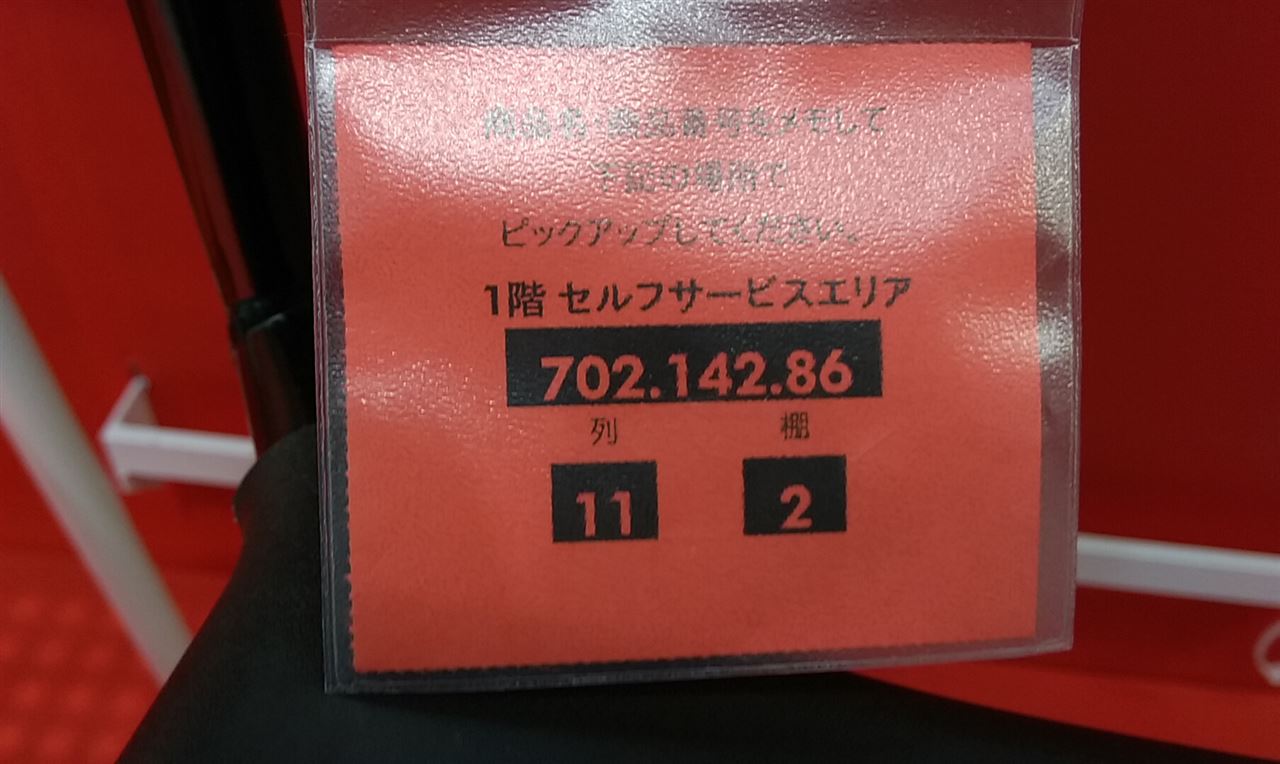 商品名・商品番号をメモして
下記の場所で
ピックアップしてください。
1階 セルフサービスエリア
702.142.86
列 棚
11 2